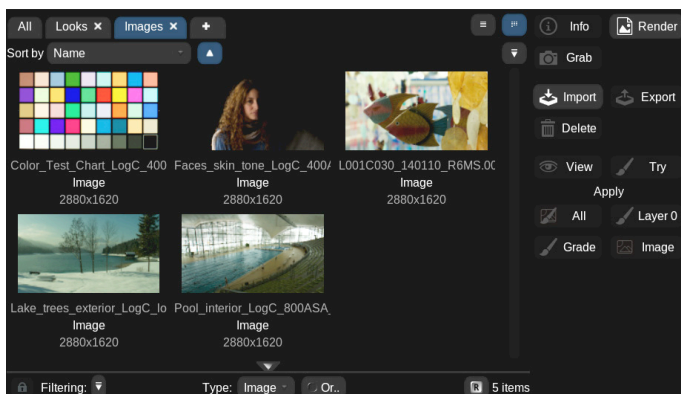 All Looks × Images × + Info Render
Sort by Name Grab
Import Export
Delete
Color_Test_Chart_LogC_400 Faces_skin_tone_LogC_400A L001C030_140110_R6MS.00
Image Image Image
2880x1620 2880x1620 2880x1620
View Try
Apply
All Layer 0
Grade Image
Lake_trees_exterior_LogC_lo Pool_interior_LogC_800ASA_
Image Image
2880x1620 2880x1620
Filtering: Type: Image Or.. R 5 items